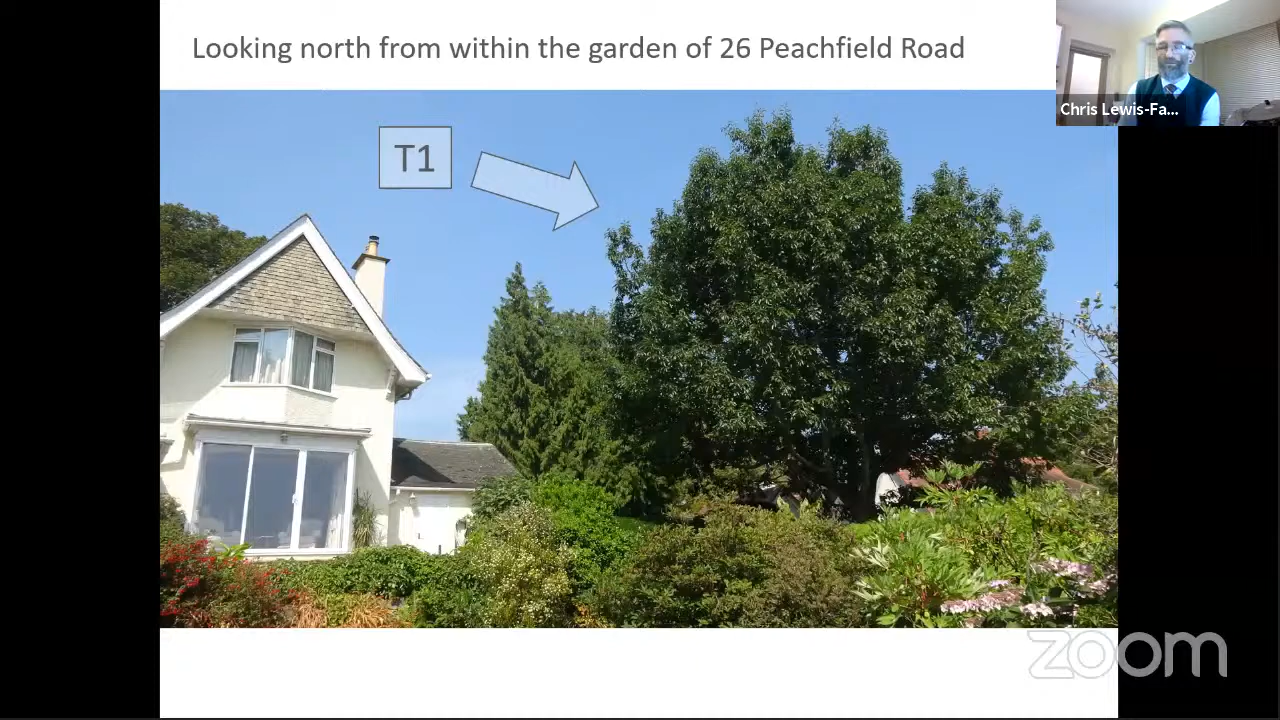 Looking north from within the garden of 26 Peachfield Road
Chris Lewis-Fa...
T1
zoom